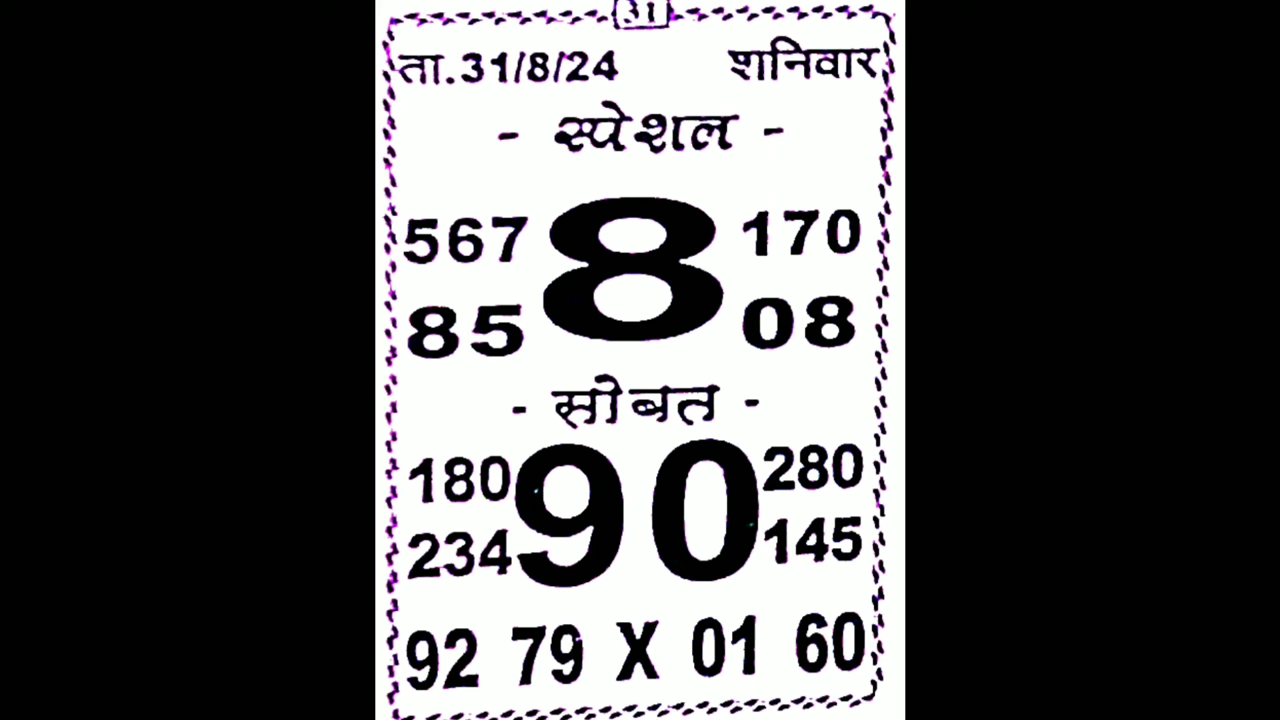 31
ता.31/8/24 शनिवार
- स्पेशल -
567 8 170
85 08
- सोबत -
180 90 280
234 145
92 79 X 01 60